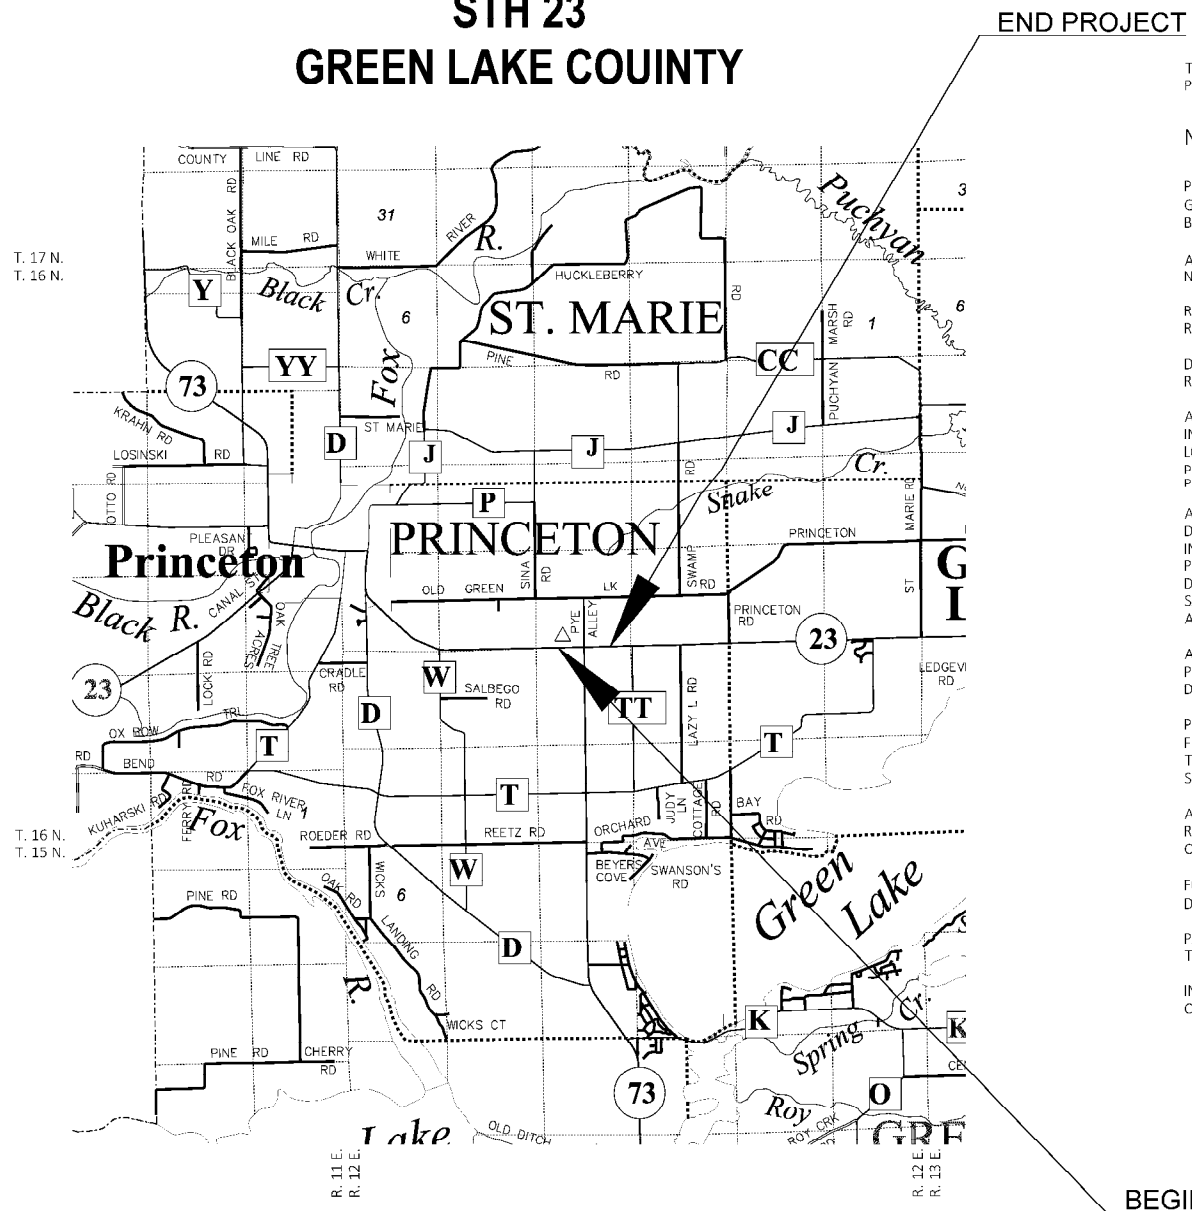 STH 23
GREEN LAKE COUINTY
END PROJECT
COUNTY LINE RD
BLACK OAK RD
31
MILE RD
WHITE RIVER R.
T. 17 N.
T. 16 N.
Y
Black Cr.
6
Fox
HUCKLEBERRY RD
Puchyan
3
6
ST. MARIE
MARSH RD
1
PUCHYAN
YY
73
PINE RD
CC
KRAHN RD
D
ST MARIE
J
J
J
LOSINSKI RD
OTTO RD
RD
Cr.
Snake
P
MARIE RD
ST
PLEASAN DR
Princeton
PRINCETON
PRINCETON
SINA RD
SWAMP RD
G
L
OLD GREEN LK
Black R.
CANAL ST
OAK TREE ACRES
PYE ALLEY
PRINCETON RD
23
23
LOCK RD
CRADLE RD
W
SALBEGO RD
TT
LAZY L RD
LEDGEV
RD
D
OX BOW TRL
T
T
RD
BEND RD
FOX RIVER LN
1
T
JUDY LN
COTTAGE RD
BAY RD
KUHARSKI RD
FERRY RD
Fox
T. 16 N.
T. 15 N.
ROEDER RD
REETZ RD
ORCHARD AVE
BEYERS COVE
SWANSON'S RD
Green Lake
W
WICKS
6
PINE RD
OAK RD
LANDING RD
D
R.
WICKS CT
K
Cr.
K
Spring
PINE RD
CHERRY RD
CE
73
O
Roy
ROY CRK
Lake
OLD DITCH
GRE
R. 11 E.
R. 12 E.
R. 12 E.
R. 13 E.
BEGI